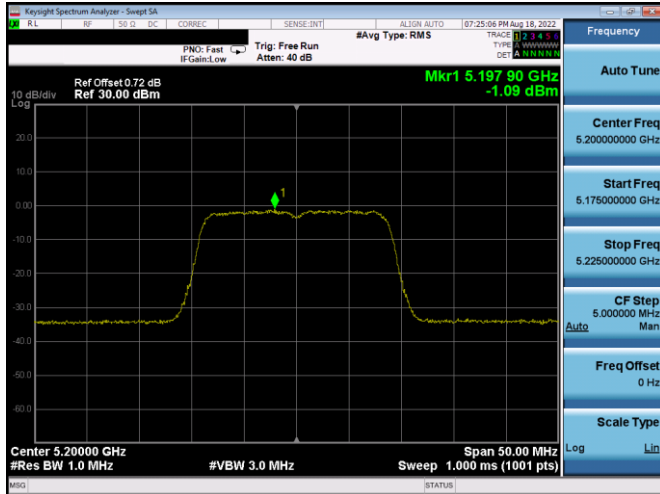 Keysight Spectrum Analyzer - Swept SA
RL RF 50 Ω DC CORREC SENSE:INT ALIGN AUTO 07:25:06 PM Aug 18, 2022
#Avg Type: RMS TRACE 1 2 3 4 5 6
PNO: Fast Trig: Free Run TYPE A WWWWW
IFGain:Low Atten: 40 dB DET A N N N N N
Mkr1 5.197 90 GHz
-1.09 dBm
Ref Offset 0.72 dB
10 dB/div Ref 30.00 dBm
Log
20.0
10.0
0.00
-10.0
-20.0
-30.0
-40.0
-50.0
-60.0
1
Center 5.20000 GHz Span 50.00 MHz
#Res BW 1.0 MHz #VBW 3.0 MHz Sweep 1.000 ms (1001 pts)
MSG STATUS
Frequency
Auto Tune
Center Freq
5.200000000 GHz
Start Freq
5.175000000 GHz
Stop Freq
5.225000000 GHz
CF Step
5.000000 MHz
Auto Man
Freq Offset
0 Hz
Scale Type
Log Lin